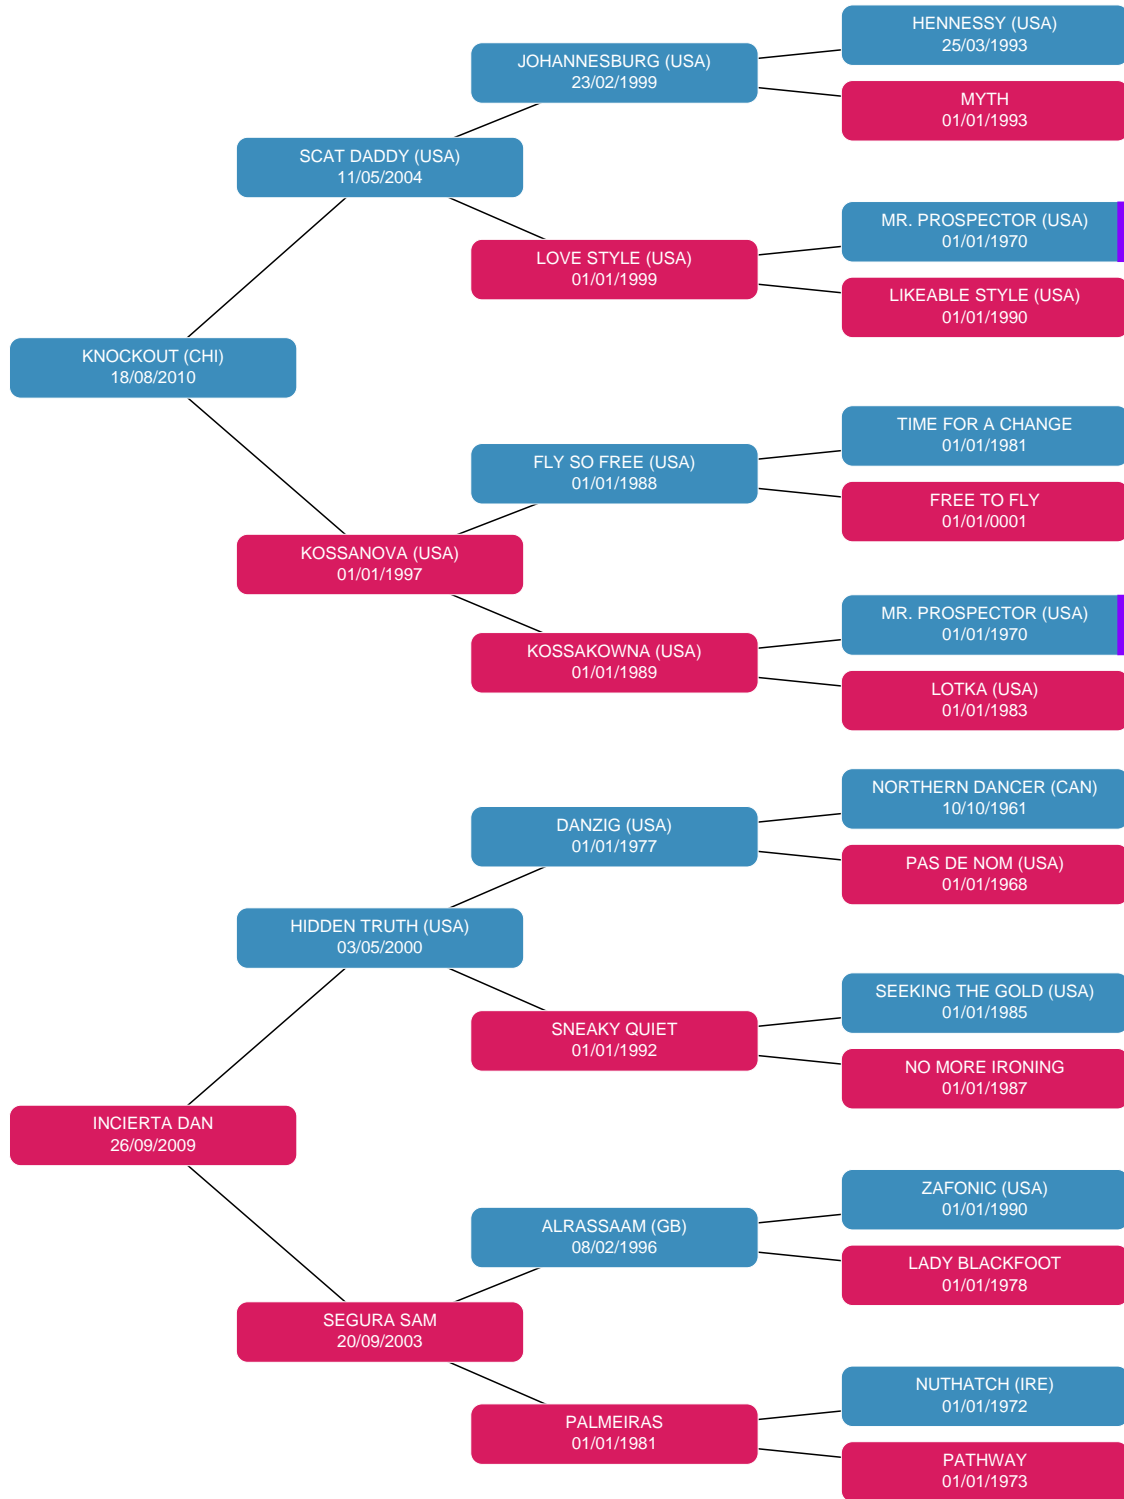 HENNESSY (USA)
25/03/1993
JOHANNESBURG (USA)
23/02/1999
MYTH
01/01/1993
SCAT DADDY (USA)
11/05/2004
MR. PROSPECTOR (USA)
01/01/1970
LOVE STYLE (USA)
01/01/1999
LIKEABLE STYLE (USA)
01/01/1990
KNOCKOUT (CHI)
18/08/2010
TIME FOR A CHANGE
01/01/1981
FLY SO FREE (USA)
01/01/1988
FREE TO FLY
01/01/0001
KOSSANOVA (USA)
01/01/1997
MR. PROSPECTOR (USA)
01/01/1970
KOSSAKOWNA (USA)
01/01/1989
LOTKA (USA)
01/01/1983
NORTHERN DANCER (CAN)
10/10/1961
DANZIG (USA)
01/01/1977
PAS DE NOM (USA)
01/01/1968
HIDDEN TRUTH (USA)
03/05/2000
SEEKING THE GOLD (USA)
01/01/1985
SNEAKY QUIET
01/01/1992
NO MORE IRONING
01/01/1987
INCIERTA DAN
26/09/2009
ZAFONIC (USA)
01/01/1990
ALRASSAAM (GB)
08/02/1996
LADY BLACKFOOT
01/01/1978
SEGURA SAM
20/09/2003
NUTHATCH (IRE)
01/01/1972
PALMEIRAS
01/01/1981
PATHWAY
01/01/1973